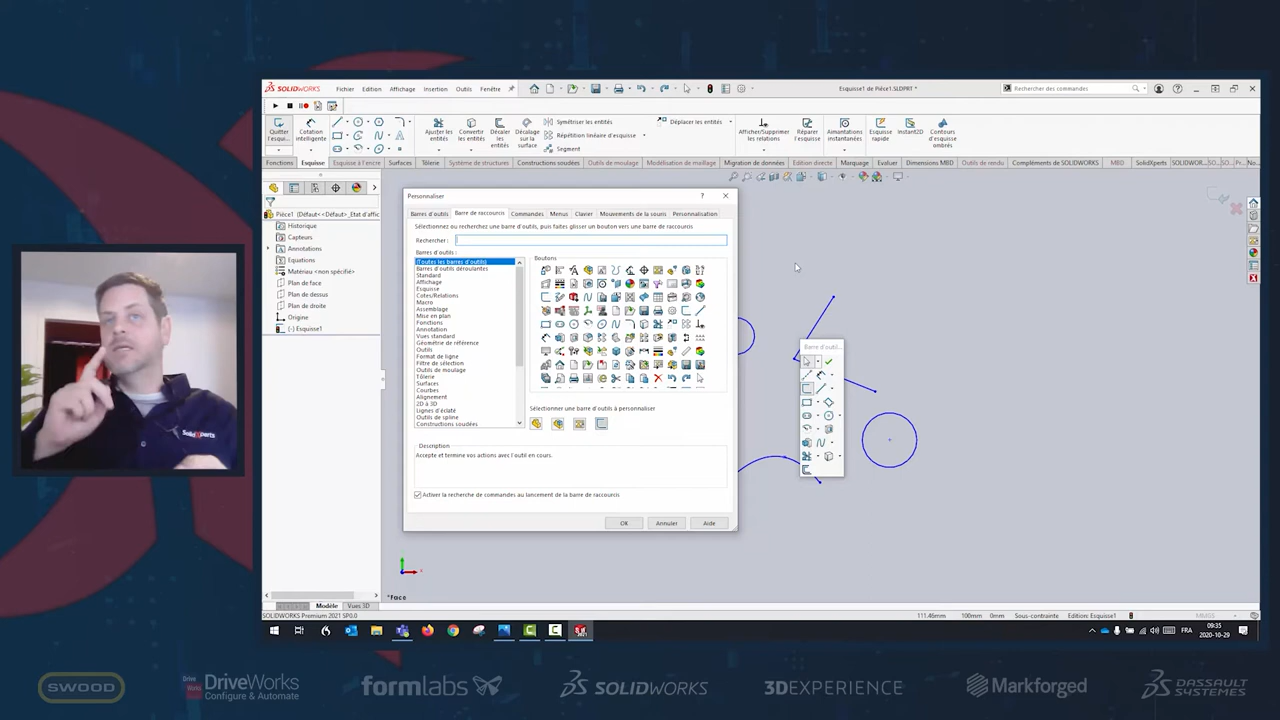 SOLIDWORKS
Fichier Edition Affichage Insertion Outils Fenêtre
Esquisse1 de Pièce1.SLDPRT *
Rechercher des commandes
Quitter l'esqui...
Cotation intelligente
Ajuster les entités
Convertir les entités
Décaler les entités
Décalage sur la surface
Symétriser les entités
Répétition linéaire d'esquisse
Segment
Déplacer les entités
Afficher/Supprimer les relations
Réparer l'esquisse
Aimantations instantanées
Esquisse rapide
Instant2D
Contours d'esquisse ombrés
Fonctions Esquisse Esquisse à l'encre Surfaces Tôlerie Système de structures Constructions soudées Outils de moulage Modélisation de maillage Migration de données Edition directe Marquage Evaluer Dimensions MBD Outils de rendu Compléments de SOLIDWORKS MBD SolidXperts SOLIDWOR...
Pièce1 (Défaut<<Défaut>_Etat d'affic
Historique
Capteurs
Annotations
Equations
Matériau <non spécifié>
Plan de face
Plan de dessus
Plan de droite
Origine
(-) Esquisse1
Personnaliser
Barres d'outils Barre de raccourcis Commandes Menus Clavier Mouvements de la souris Personnalisation
Sélectionnez ou recherchez une barre d'outils, puis faites glisser un bouton vers une barre de raccourcis
Rechercher :
Barres d'outils :
Boutons
(Toutes les barres d'outils)
Barres d'outils déroulantes
Standard
Affichage
Esquisse
Cotes/Relations
Macro
Assemblage
Mise en plan
Fonctions
Annotation
Vues standard
Géométrie de référence
Outils
Format de ligne
Filtre de sélection
Outils de moulage
Tôlerie
Surfaces
Courbes
Alignement
2D à 3D
Lignes d'éclaté
Outils de spline
Constructions soudées
Sélectionner une barre d'outils à personnaliser
Description
Accepte et termine vos actions avec l'outil en cours.
Activer la recherche de commandes au lancement de la barre de raccourcis
OK Annuler Aide
Barre d'outil...
SolidXperts
*Face
Modèle Vues 3D
SOLIDWORKS Premium 2021 SP0.0
111.46mm 100mm 0mm Sous-contrainte Edition: Esquisse1
MMGS
FRA
09:35
2020-10-29
SWOOD
DriveWorks
Configure & Automate
formlabs
SOLIDWORKS
3DEXPERIENCE
Markforged
DASSAULT SYSTEMES